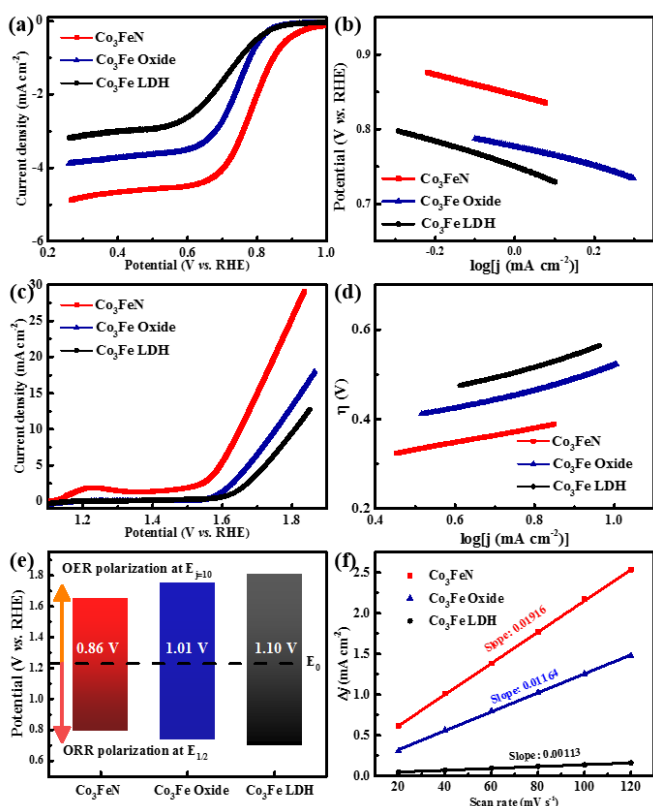 (a)
Co3FeN
Co3Fe Oxide
Co3Fe LDH
Current density (mA cm-2)
0
-2
-4
-6
0.2 0.4 0.6 0.8 1.0
Potential (V vs. RHE)
(b)
Potential (V vs. RHE)
0.9
0.8
0.7
Co3FeN
Co3Fe Oxide
Co3Fe LDH
-0.2 0.0 0.2
log[j (mA cm-2]
(c)
Co3FeN
Co3Fe Oxide
Co3Fe LDH
Current density (mA cm-2)
30
25
20
15
10
5
0
1.2 1.4 1.6 1.8
Potential (V vs. RHE)
(d)
η (V)
0.6
0.4
0.2
Co3FeN
Co3Fe Oxide
Co3Fe LDH
0.4 0.6 0.8 1.0
log[j (mA cm-2]
(e)
OER polarization at Ej=10
Potential (V vs. RHE)
1.8
1.6
1.4
1.2
1.0
0.8
0.6
0.86 V 1.01 V 1.10 V
E0
ORR polarization at E1/2
Co3FeN Co3Fe Oxide Co3Fe LDH
(f)
Co3FeN
Co3Fe Oxide
Co3Fe LDH
Δj (mA cm-2)
2.5
2.0
1.5
1.0
0.5
0.0
Slope: 0.01916
Slope: 0.01164
Slope: 0.00113
20 40 60 80 100 120
Scan rate (mV s-1)